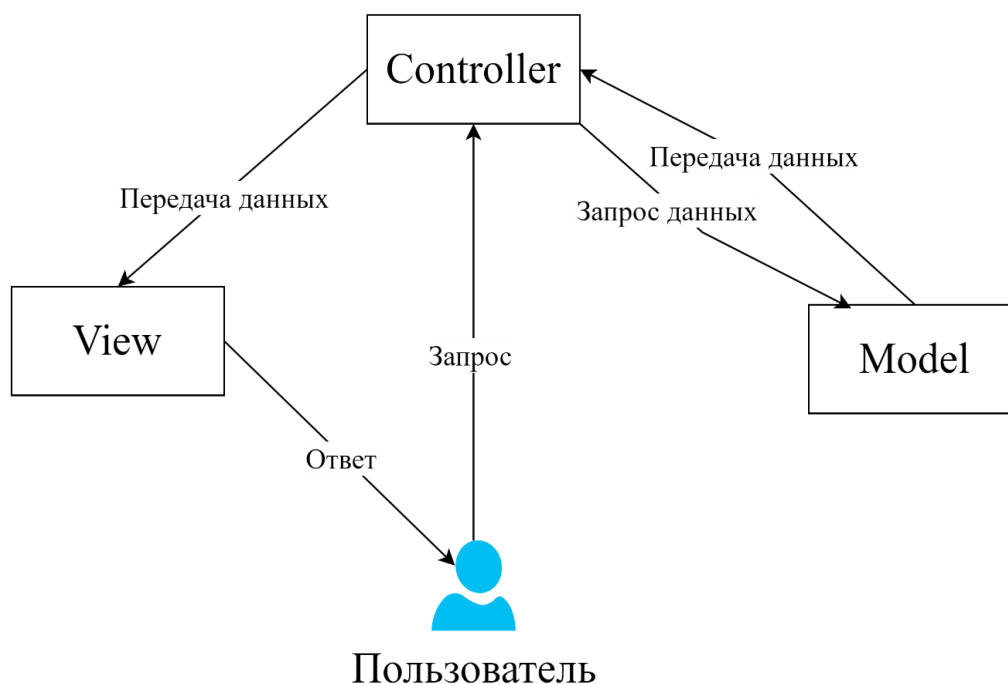 Controller
Передача данных
Передача данных
Запрос данных
View
Запрос
Model
Ответ
Пользователь